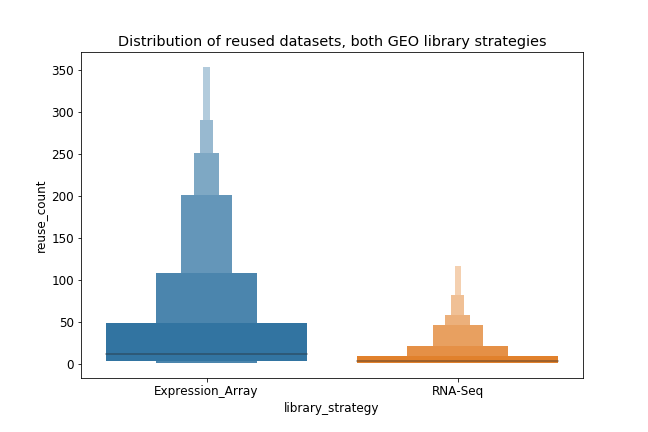 Distribution of reused datasets, both GEO library strategies
350
300
250
200
150
100
50
0
reuse_count
Expression_Array
RNA-Seq
library_strategy